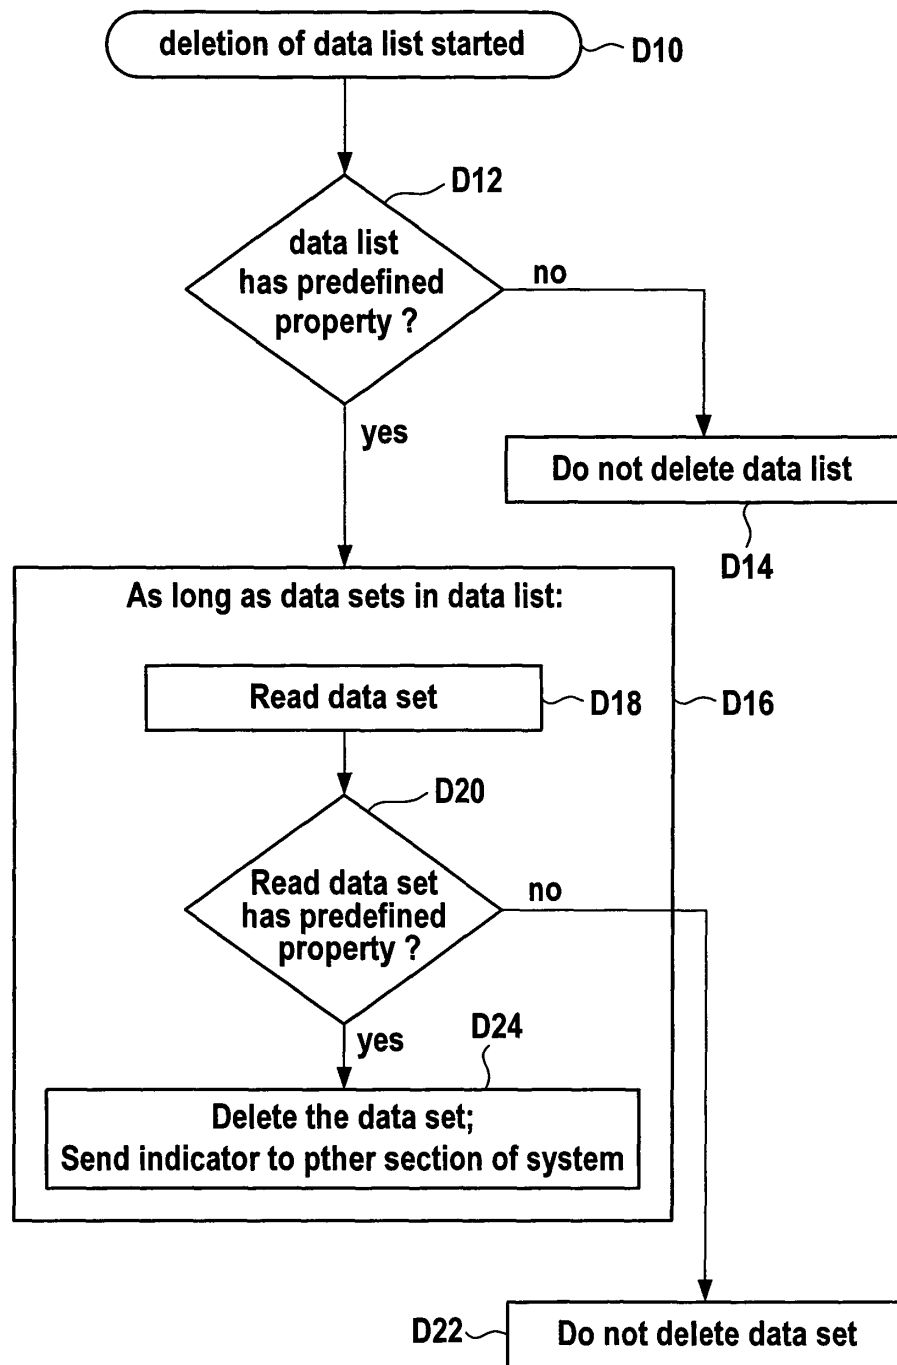 deletion of data list started
D10
D12
data list
has predefined
property ?
no
yes
Do not delete data list
D14
As long as data sets in data list:
Read data set
D18
D16
D20
Read data set
has predefined
property ?
no
yes
D24
Delete the data set;
Send indicator to pther section of system
D22
Do not delete data set